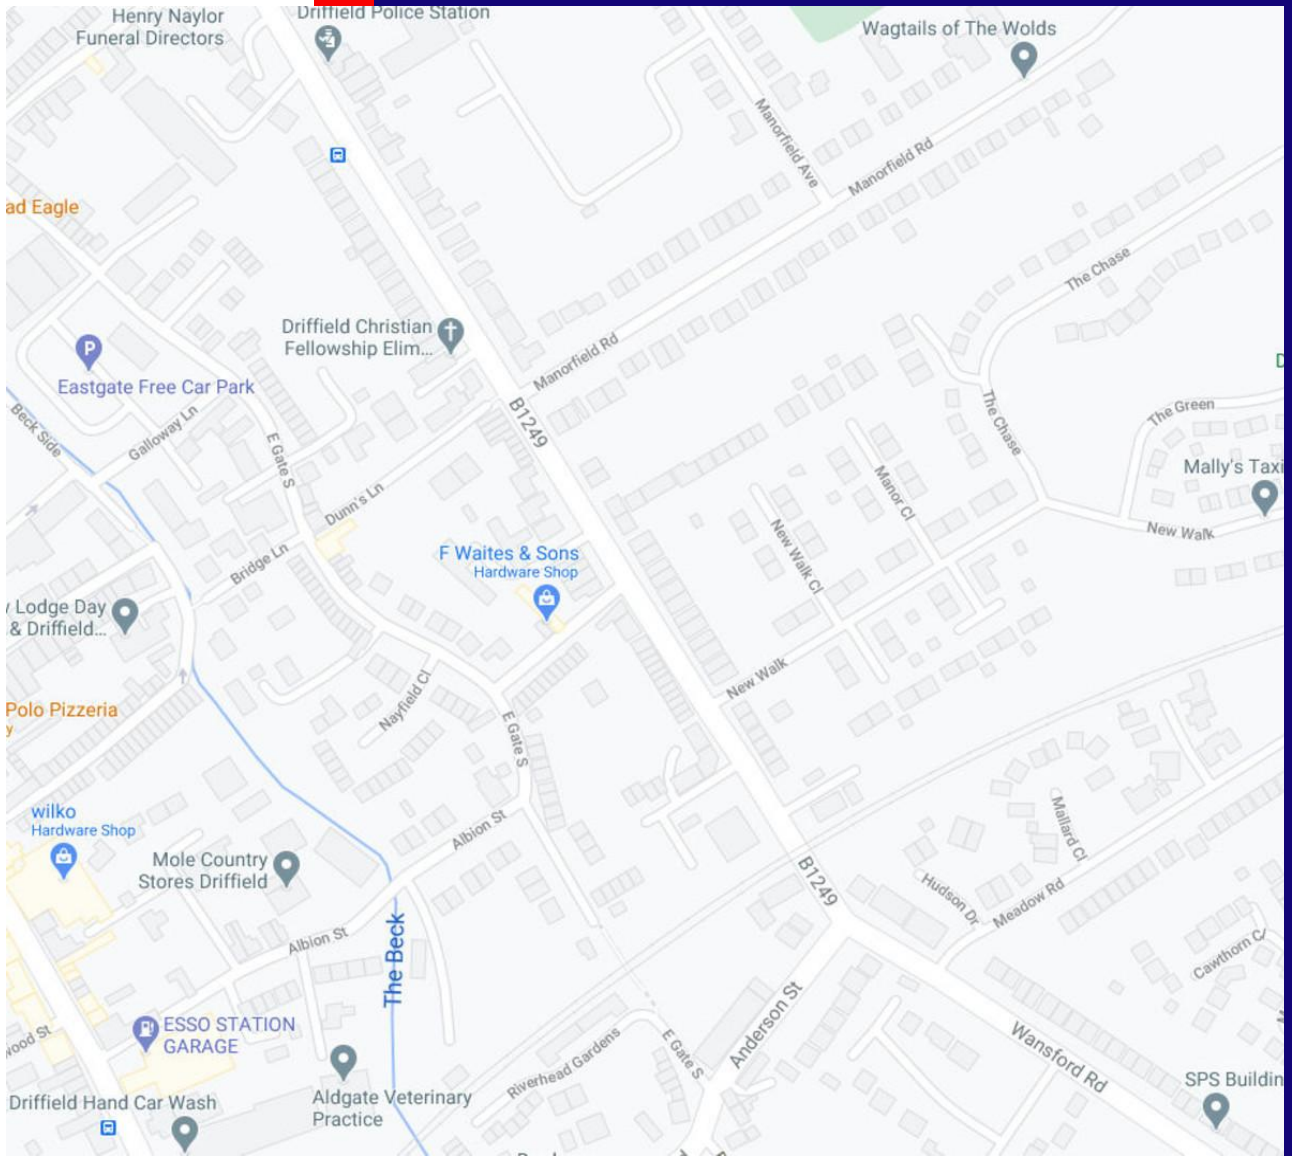 Henry Naylor
Funeral Directors
Driffield Police Station
Wagtails of The Wolds
Manorfield Ave
Manorfield Rd
ad Eagle
The Chase
Driffield Christian
Fellowship Elim...
Manorfield Rd
P
Eastgate Free Car Park
B1249
Beck Side
Galloway Ln
E Gate S
The Chase
The Green
Mally's Taxi
Manor Cl
Dunn's Ln
New Walk
New Walk Cl
F Waites & Sons
Hardware Shop
Bridge Ln
Lodge Day
& Driffield...
New Walk
Nayfield Cl
Polo Pizzeria
y
E Gate S
wilko
Hardware Shop
Albion St
Mallard Cl
Mole Country
Stores Driffield
B1249
Hudson Dr
Meadow Rd
Albion St
The Beck
Cawthorn Cl
ESSO STATION
GARAGE
wood St
Anderson St
E Gate S
Riverhead Gardens
Wansford Rd
SPS Buildin
Driffield Hand Car Wash
Aldgate Veterinary
Practice